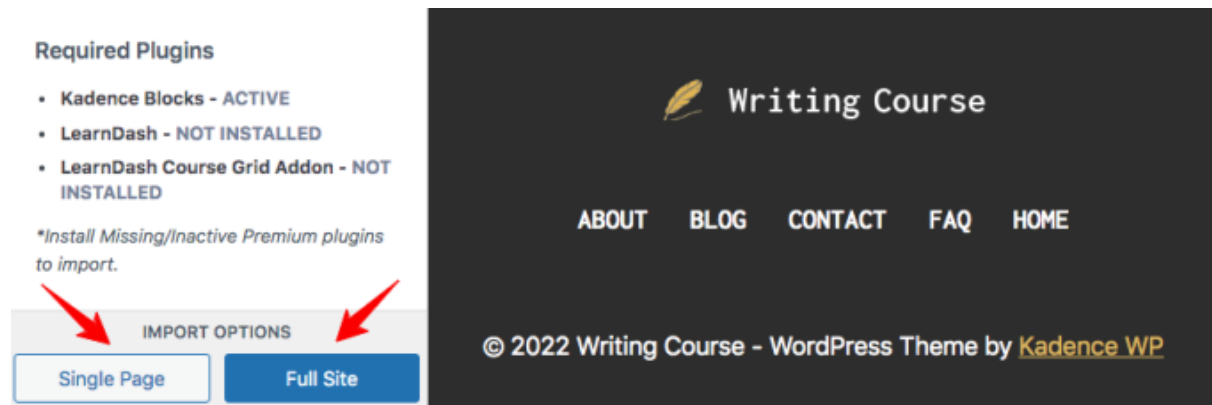 Required Plugins
• Kadence Blocks - ACTIVE
• LearnDash - NOT INSTALLED
• LearnDash Course Grid Addon - NOT
INSTALLED
*Install Missing/Inactive Premium plugins
to import.
IMPORT OPTIONS
Single Page
Full Site
Writing Course
ABOUT BLOG CONTACT FAQ HOME
© 2022 Writing Course - WordPress Theme by Kadence WP